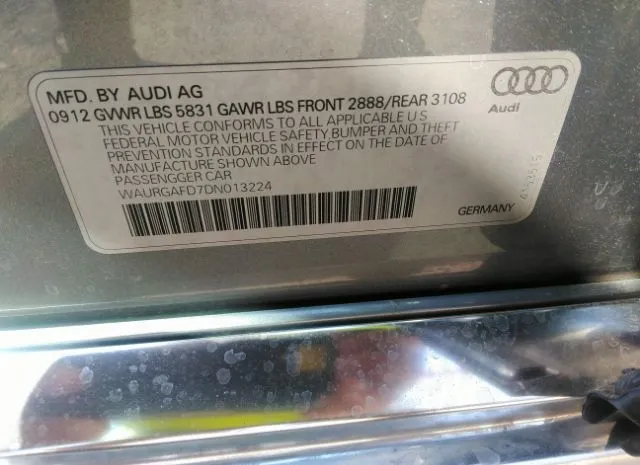 MFD. BY AUDI AG
0912 GVWR LBS 5831 GAWR LBS FRONT 2888/REAR 3108
THIS VEHICLE CONFORMS TO ALL APPLICABLE U S
FEDERAL MOTOR VEHICLE SAFETY, BUMPER AND THEFT
PREVENTION STANDARDS IN EFFECT ON THE DATE OF
MANUFACTURE SHOWN ABOVE
PASSENGGER CAR
WAURGAFD7DN013224
Audi
GERMANY